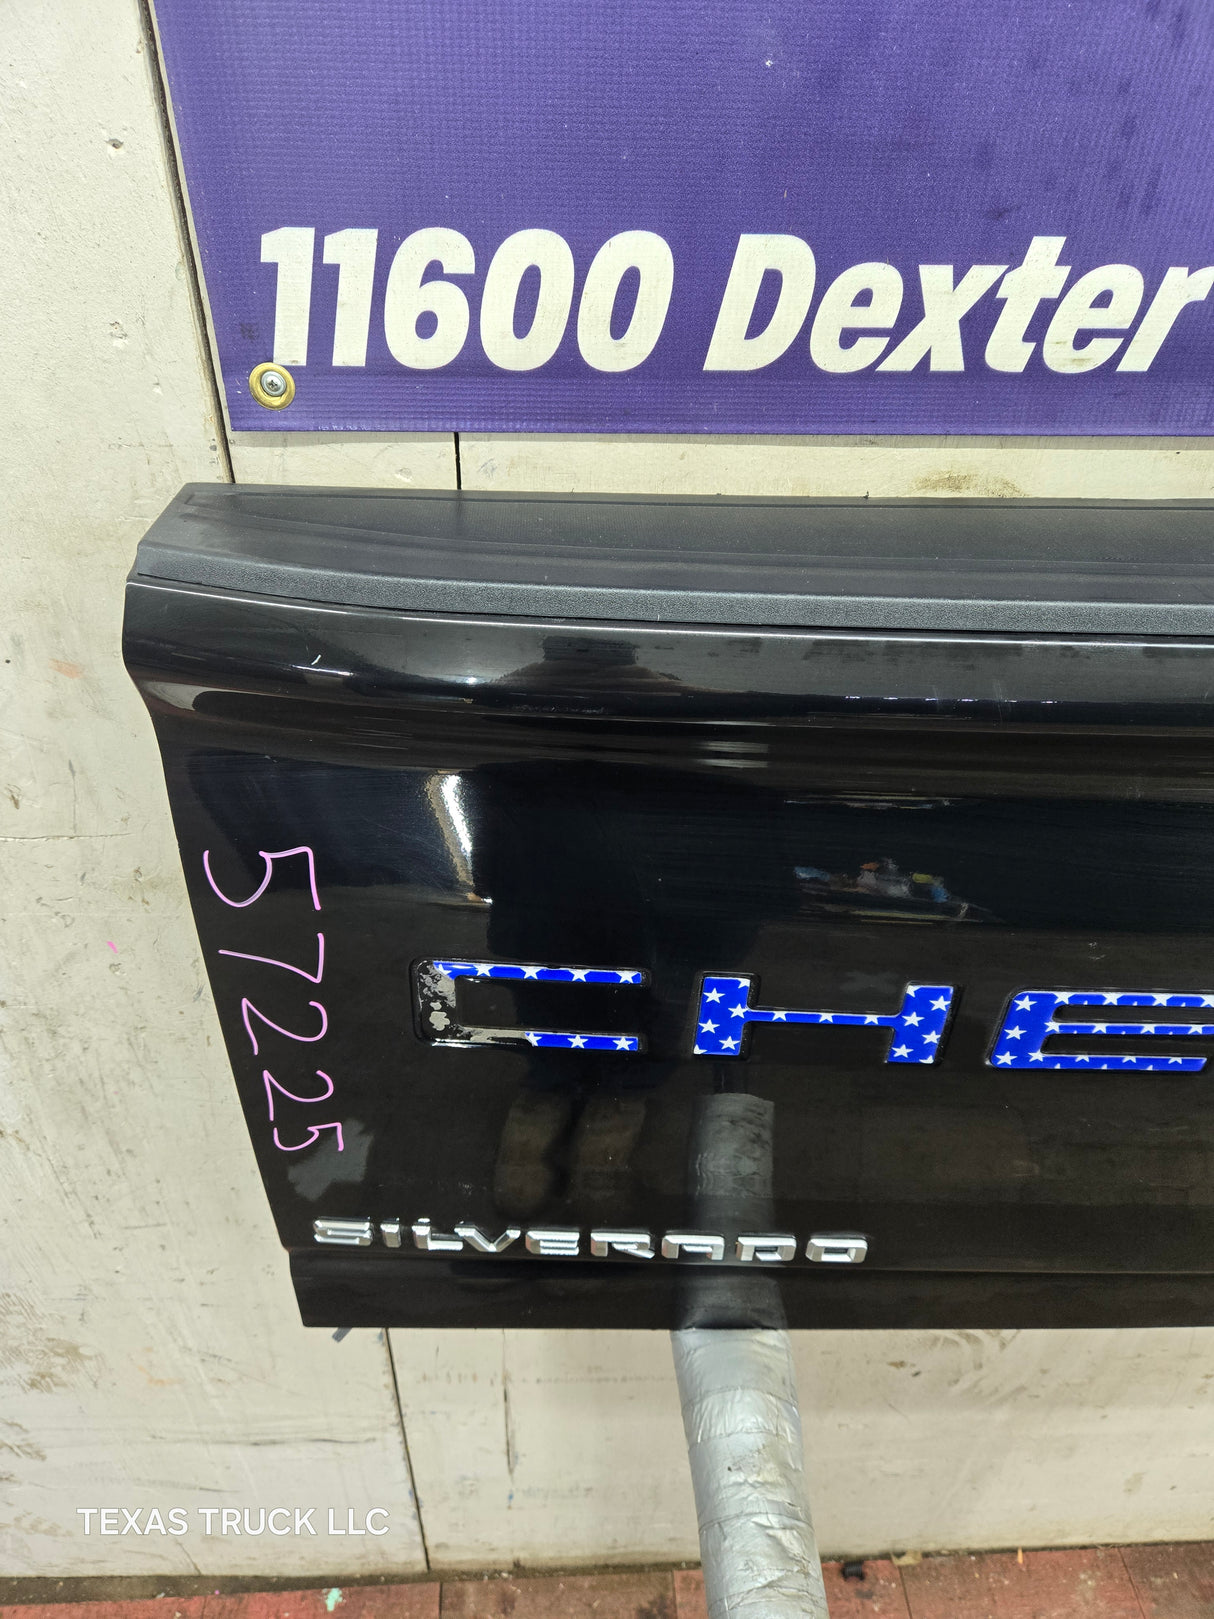 11600 Dexter
57225
CHE
SILVERADO
TEXAS TRUCK LLC